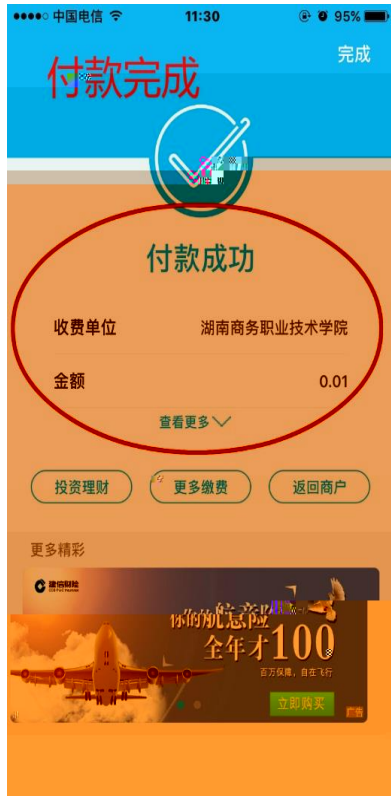 中国电信 11:30 95%
完成
付款完成
付款成功
收费单位 湖南商务职业技术学院
金额 0.01
查看更多
投资理财 更多缴费 返回商户
更多精彩
建信财险
你的航意险
全年才100
百万保障，自在飞行
立即购买
广告